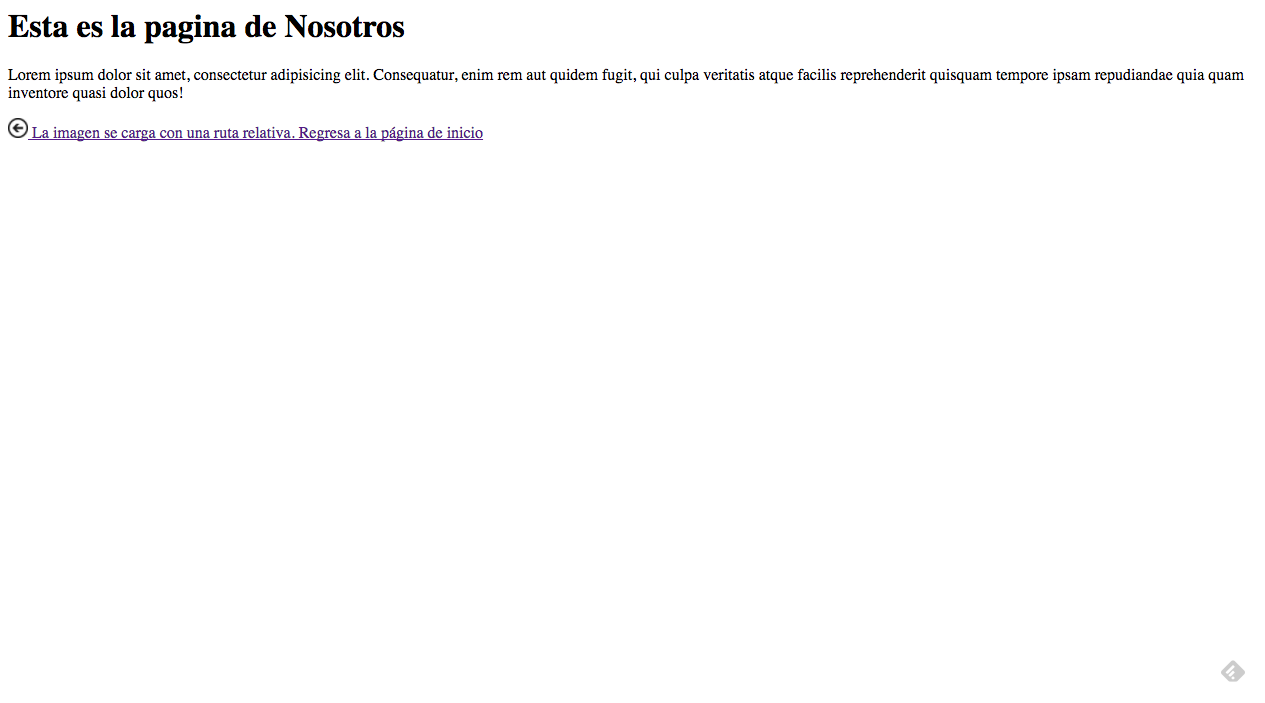 Esta es la pagina de Nosotros
Lorem ipsum dolor sit amet, consectetur adipisicing elit. Consequatur, enim rem aut quidem fugit, qui culpa veritatis atque facilis reprehenderit quisquam tempore ipsam repudiandae quia quam
inventore quasi dolor quos!
La imagen se carga con una ruta relativa. Regresa a la página de inicio